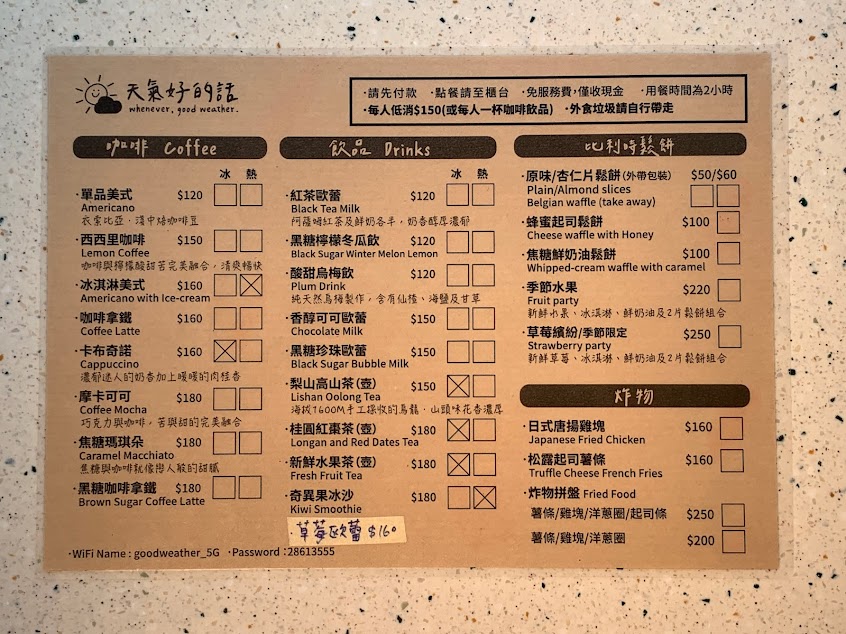 天氣好的話
whenever, good weather.
·請先付款 ·點餐請至櫃台 ·免服務費,僅收現金 ·用餐時間為2小時
·每人低消$150(或每人一杯咖啡飲品) ·外食垃圾請自行帶走
咖啡 Coffee
冰 熱
·單品美式 $120
Americano
衣索比亞．淺中焙咖啡豆
·西西里咖啡 $150
Lemon Coffee
咖啡與檸檬酸甜苦完美融合，清爽暢快
·冰淇淋美式 $160
Americano with Ice-cream
·咖啡拿鐵 $160
Coffee Latte
·卡布奇諾 $160
Cappuccino
濃郁迷人的奶香加上暖暖的肉桂香
·摩卡可可 $180
Coffee Mocha
巧克力與咖啡，苦與甜的完美融合
·焦糖瑪琪朵 $180
Caramel Macchiato
焦糖與咖啡就像戀人般的甜膩
·黑糖咖啡拿鐵 $180
Brown Sugar Coffee Latte
飲品 Drinks
冰 熱
·紅茶歐蕾 $120
Black Tea Milk
阿薩姆紅茶及鮮奶各半，奶香醇厚濃郁
·黑糖檸檬冬瓜飲 $120
Black Sugar Winter Melon Lemon
·酸甜烏梅飲 $120
Plum Drink
純天然烏梅製作，含有仙楂、海鹽及甘草
·香醇可可歐蕾 $150
Chocolate Milk
·黑糖珍珠歐蕾 $150
Black Sugar Bubble Milk
·梨山高山茶(壺) $150
Lishan Oolong Tea
海拔1600M手工採收的烏龍．山頭味花香濃厚
·桂圓紅棗茶(壺) $180
Longan and Red Dates Tea
·新鮮水果茶(壺) $180
Fresh Fruit Tea
·奇異果冰沙 $180
Kiwi Smoothie
·草莓歐蕾 $160
比利時鬆餅
·原味/杏仁片鬆餅(外帶包裝) $50/$60
Plain/Almond slices
Belgian waffle (take away)
·蜂蜜起司鬆餅 $100
Cheese waffle with Honey
·焦糖鮮奶油鬆餅 $100
Whipped-cream waffle with caramel
·季節水果 $220
Fruit party
新鮮水果、冰淇淋、鮮奶油及2片鬆餅組合
·草莓繽紛/季節限定 $250
Strawberry party
新鮮草莓、冰淇淋、鮮奶油及2片鬆餅組合
炸物
·日式唐揚雞塊 $160
Japanese Fried Chicken
·松露起司薯條 $160
Truffle Cheese French Fries
·炸物拼盤 Fried Food
薯條/雞塊/洋蔥圈/起司條 $250
薯條/雞塊/洋蔥圈 $200
·WiFi Name : goodweather_5G ·Password :28613555